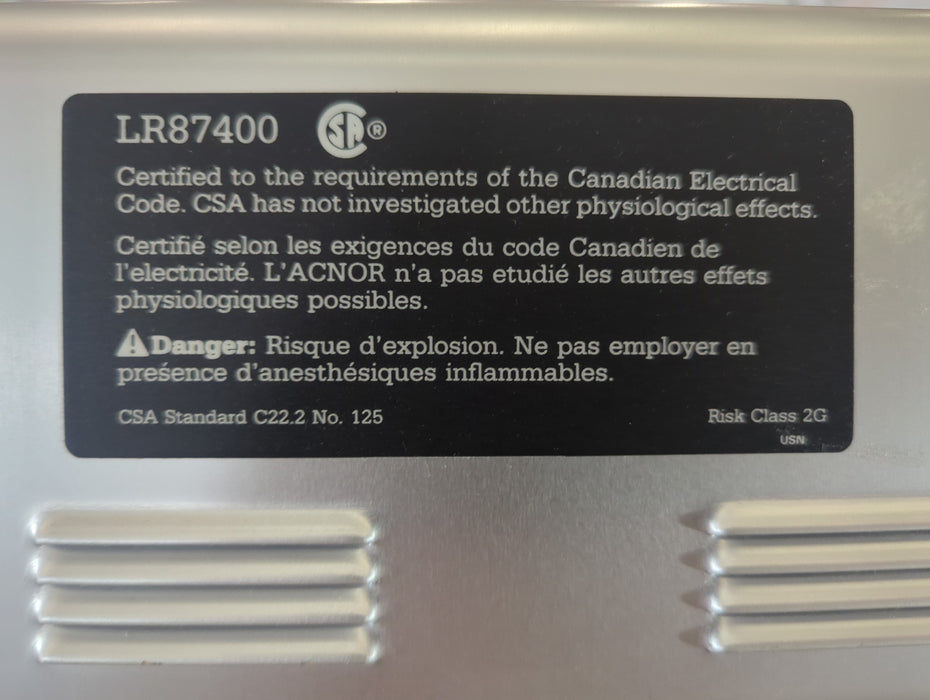 LR87400 CSA®
Certified to the requirements of the Canadian Electrical
Code. CSA has not investigated other physiological effects.
Certifié selon les exigences du code Canadien de
l'electricité. L'ACNOR n'a pas etudié les autres effets
physiologiques possibles.
⚠Danger: Risque d'explosion. Ne pas employer en
preśence d'anesthésiques inflammables.
CSA Standard C22.2 No. 125 Risk Class 2G
USN